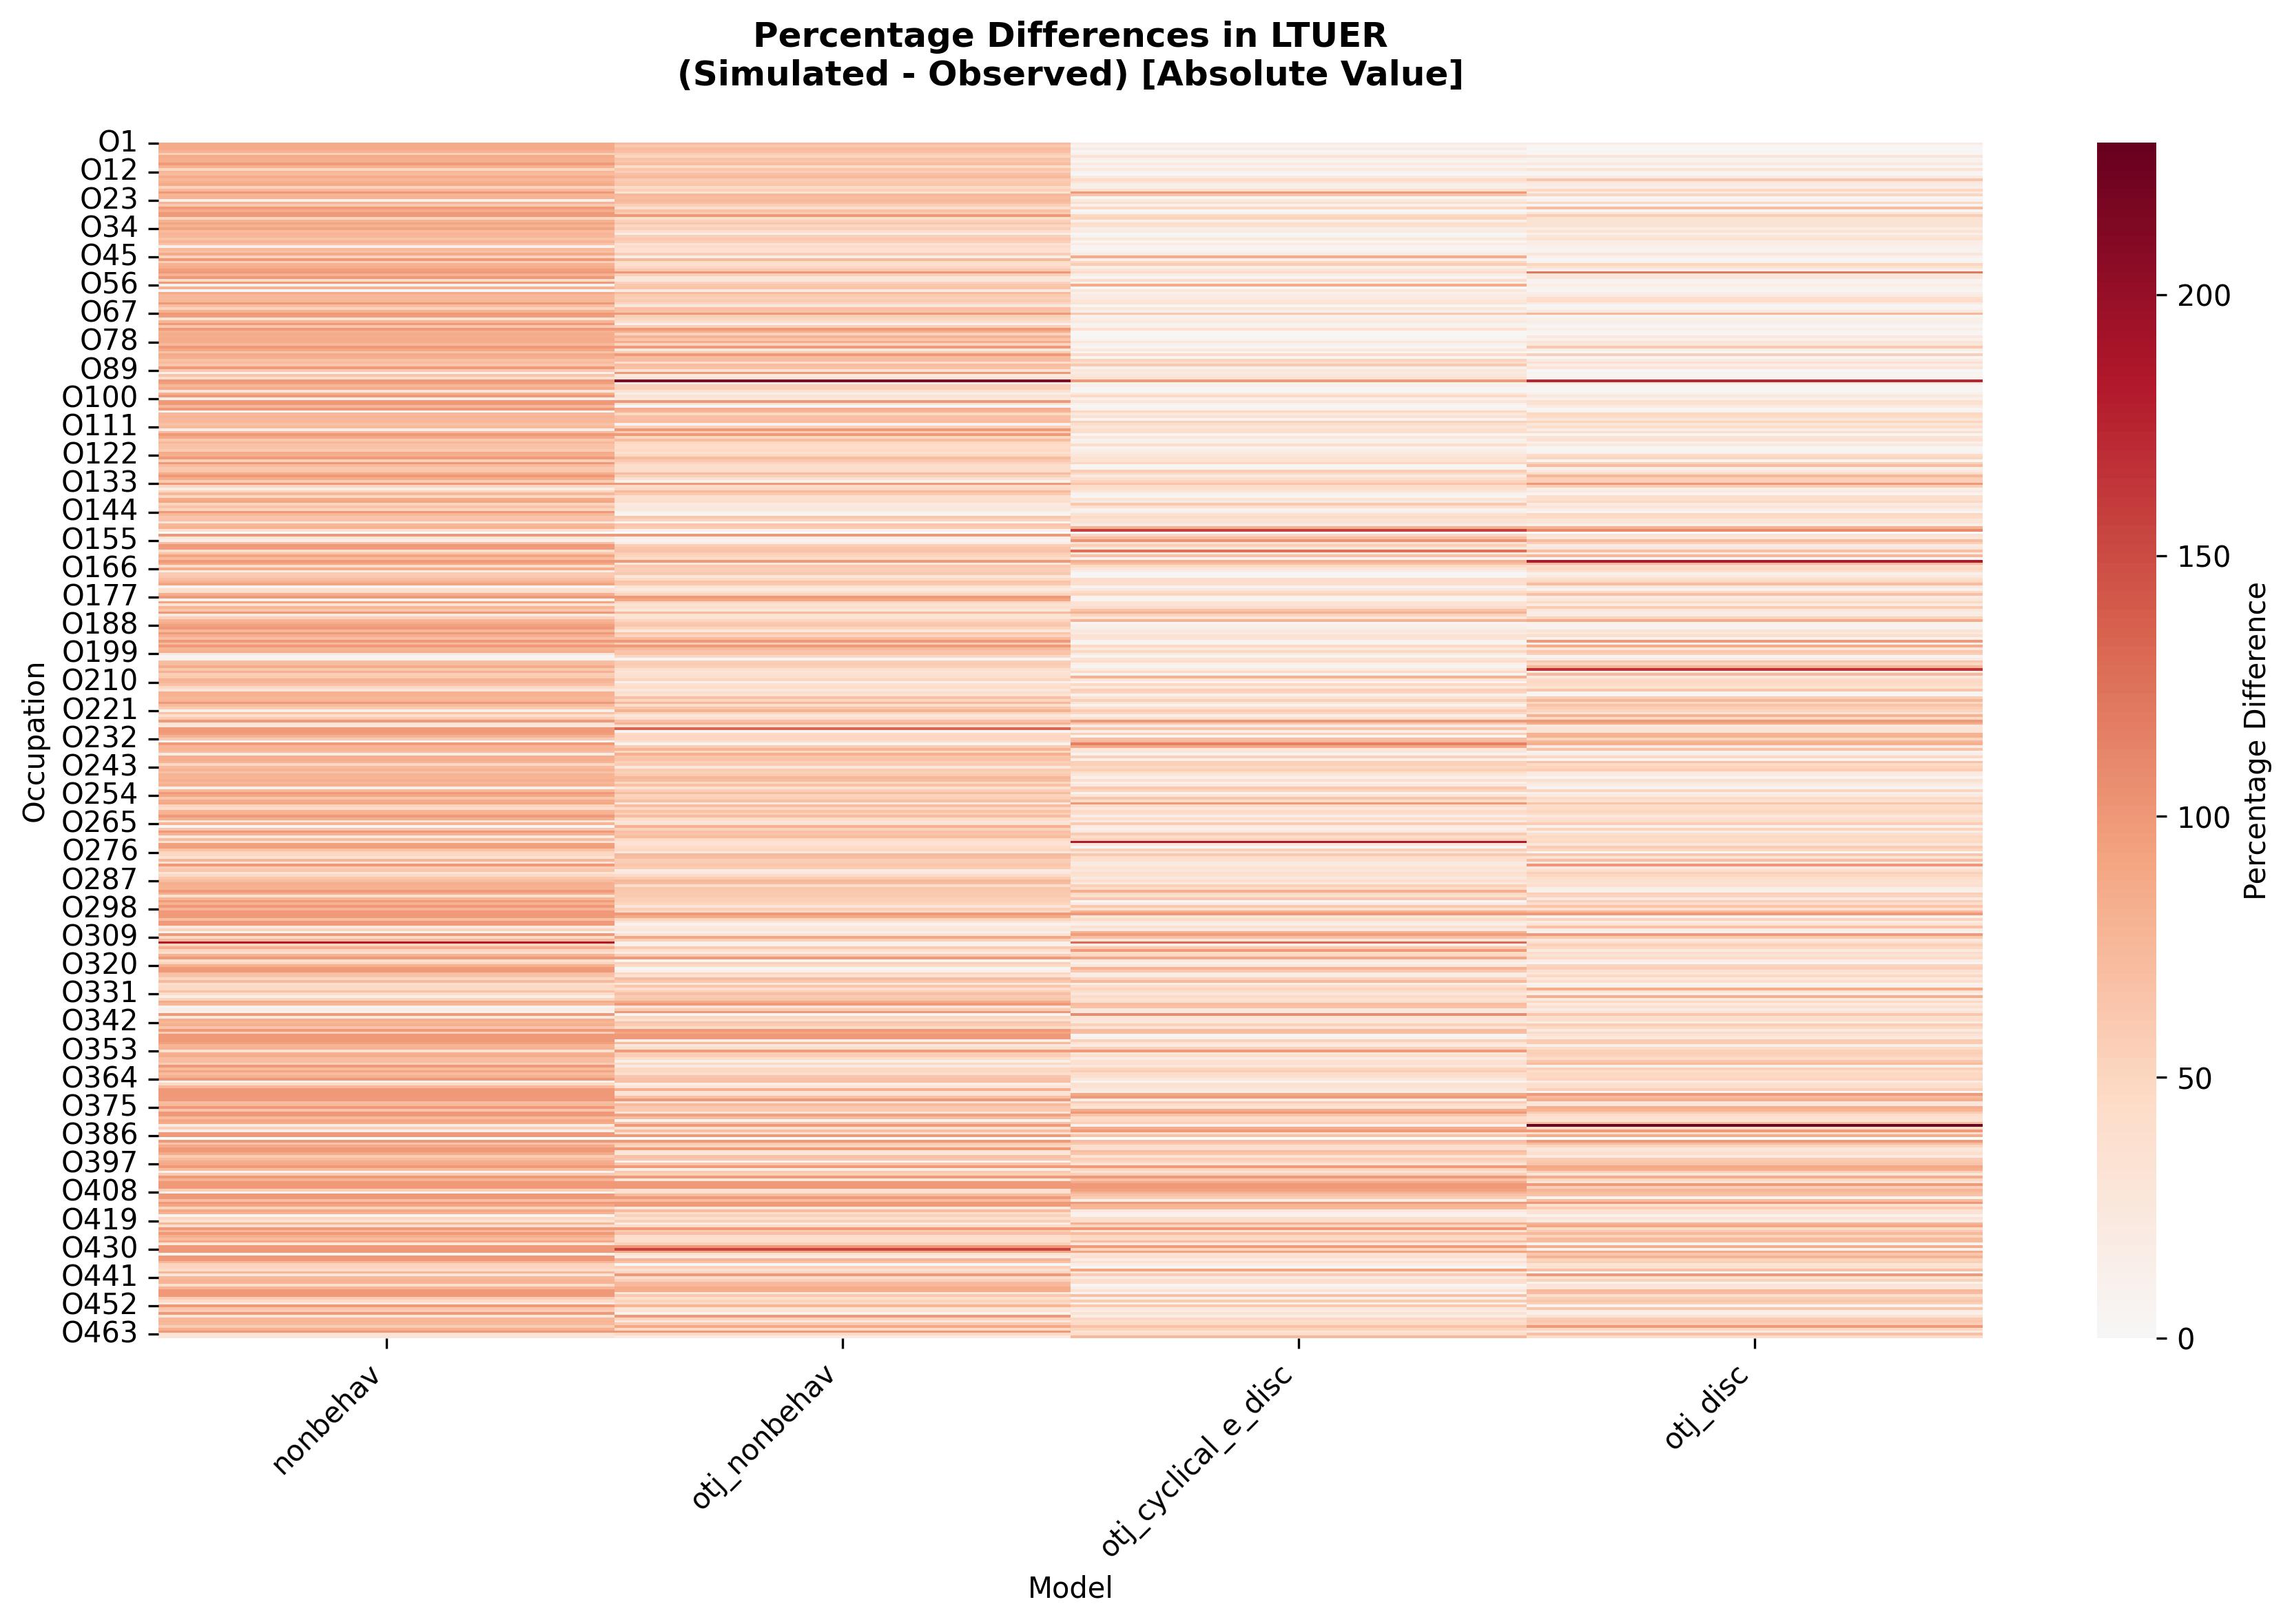 Percentage Differences in LTUER
(Simulated - Observed) [Absolute Value]
Occupation
O1
O12
O23
O34
O45
O56
O67
O78
O89
O100
O111
O122
O133
O144
O155
O166
O177
O188
O199
O210
O221
O232
O243
O254
O265
O276
O287
O298
O309
O320
O331
O342
O353
O364
O375
O386
O397
O408
O419
O430
O441
O452
O463
nonbehav
otj_nonbehav
otj_cyclical_e_disc
otj_disc
Model
200
150
100
50
0
Percentage Difference